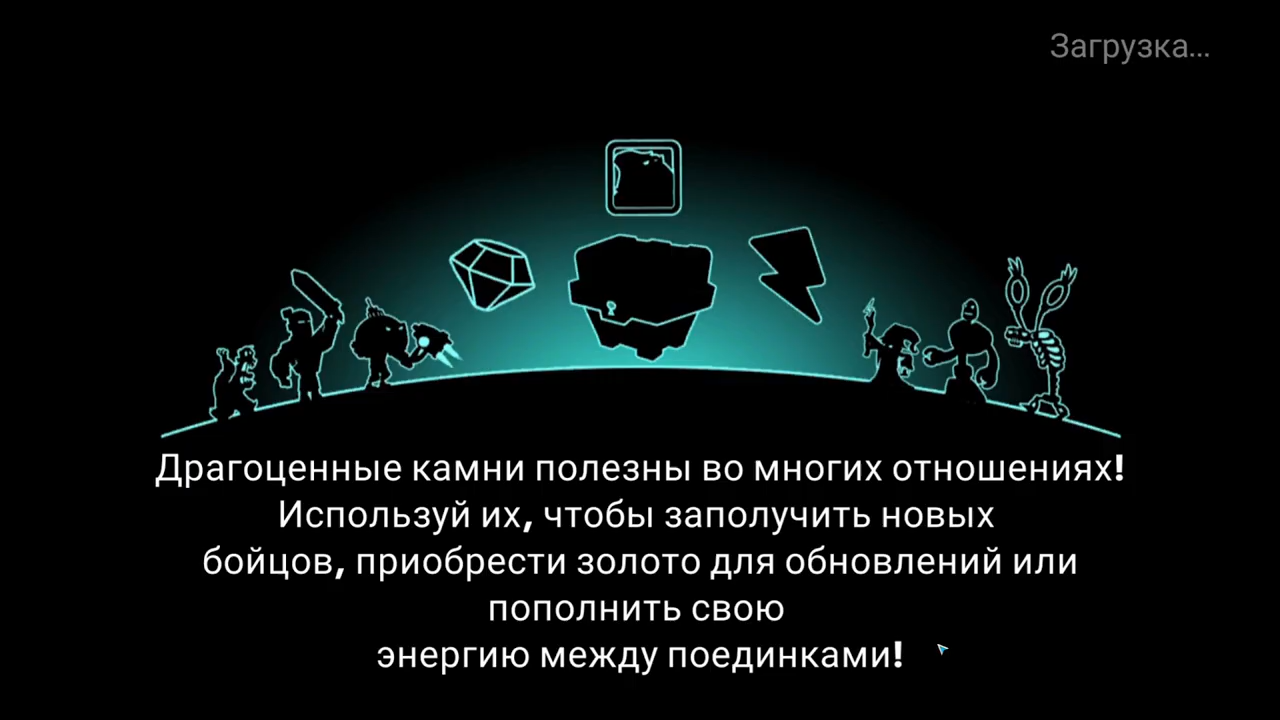 Загрузка...
Драгоценные камни полезны во многих отношениях!
Используй их, чтобы заполучить новых
бойцов, приобрести золото для обновлений или
пополнить свою
энергию между поединками!